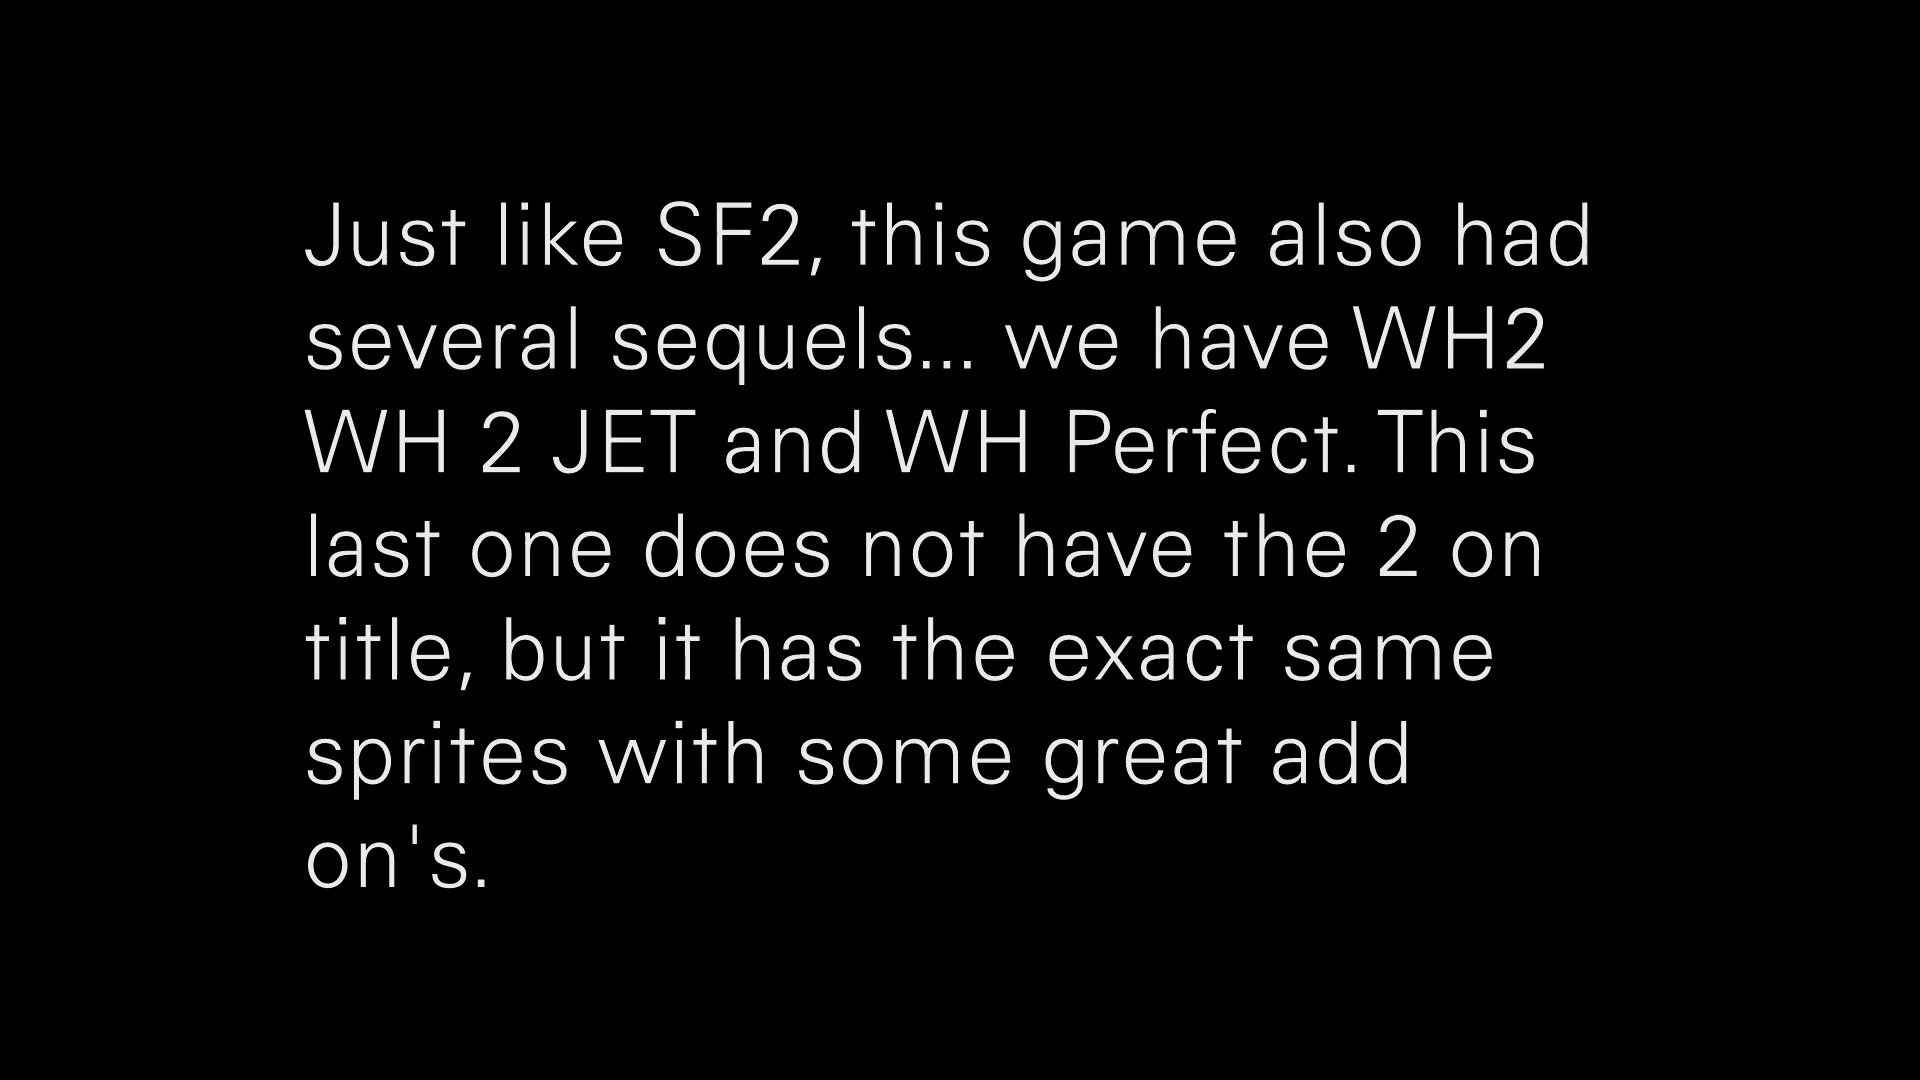 Just like SF2, this game also had
several sequels... we have WH2
WH 2 JET and WH Perfect. This
last one does not have the 2 on
title, but it has the exact same
sprites with some great add
on's.